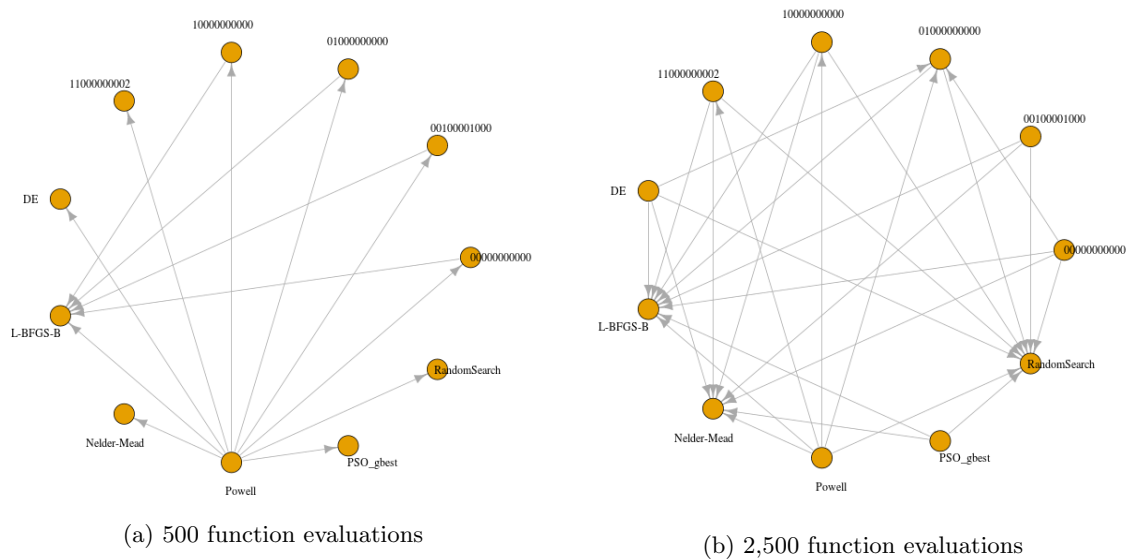 10000000000
01000000000
11000000002
00100001000
DE
00000000000
L-BFGS-B
RandomSearch
Nelder-Mead
PSO_gbest
Powell
(a) 500 function evaluations
10000000000
01000000000
11000000002
00100001000
DE
00000000000
L-BFGS-B
RandomSearch
Nelder-Mead
PSO_gbest
Powell
(b) 2,500 function evaluations